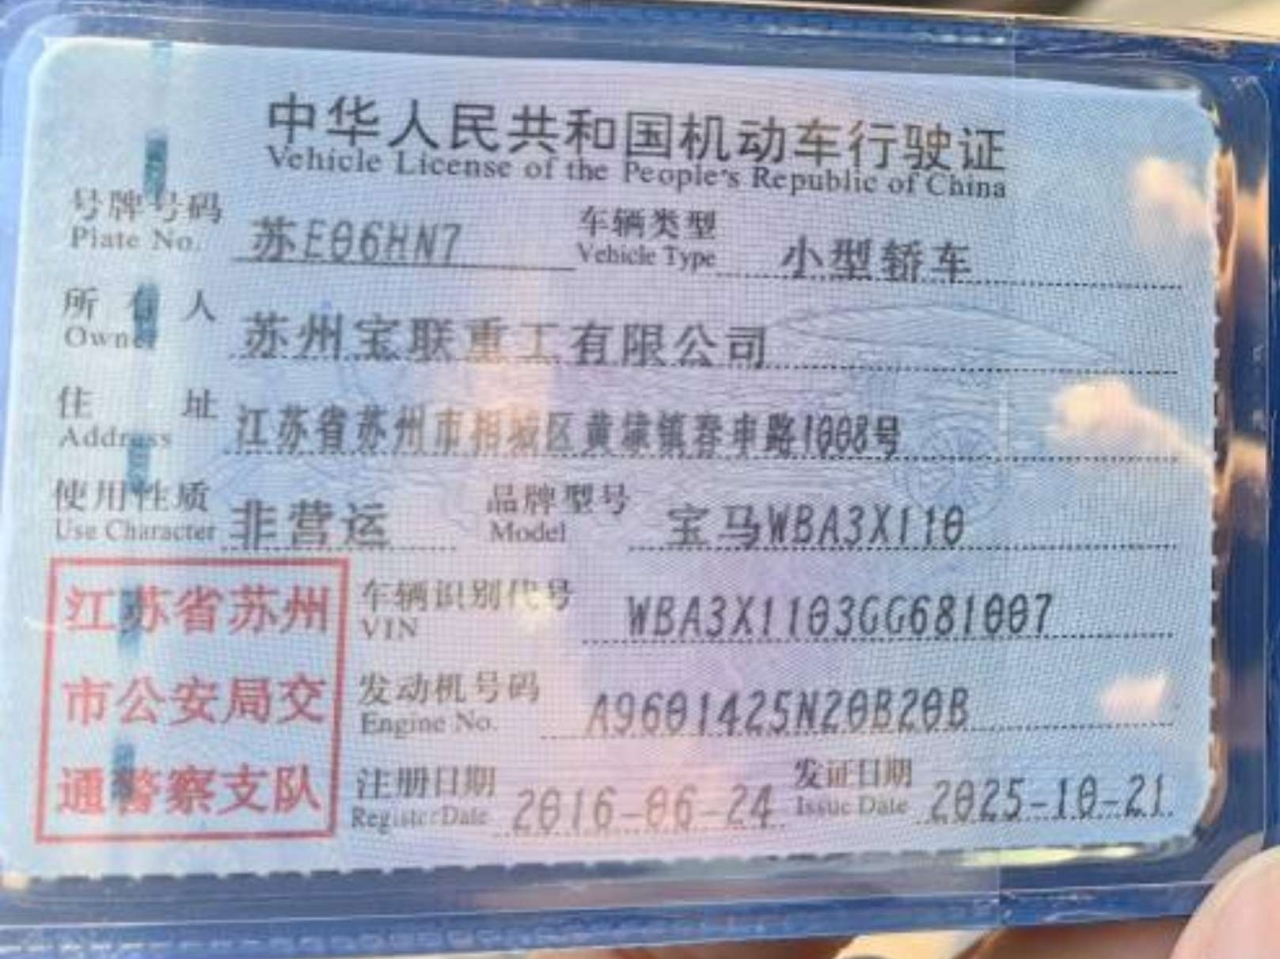 中华人民共和国机动车行驶证
Vehicle License of the People's Republic of China
号牌号码 苏E06HN7 车辆类型 小型轿车
Plate No. Vehicle Type
所有人 苏州宝联重工有限公司
Owner
住址 江苏省苏州市相城区黄埭镇春申路1008号
Address
使用性质 非营运 品牌型号 宝马WBA3X110
Use Character Model
江苏省苏州
市公安局交
通警察支队
车辆识别代号 WBA3X1103GG681007
VIN
发动机号码 A9601425N20B20B
Engine No.
注册日期 2016-06-24 发证日期 2025-10-21
Register Date Issue Date